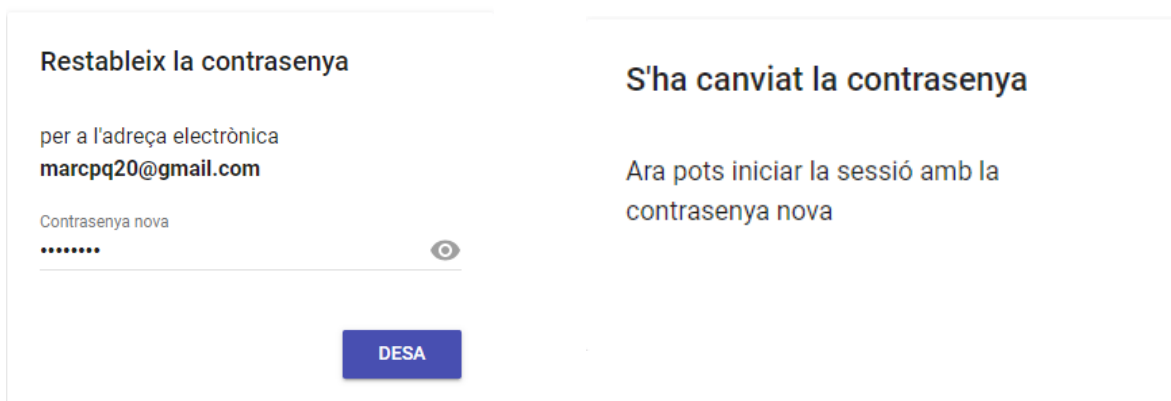 Restableix la contrasenya
per a l'adreça electrònica
marcpq20@gmail.com
Contrasenya nova
••••••••
DESA
S'ha canviat la contrasenya
Ara pots iniciar la sessió amb la
contrasenya nova